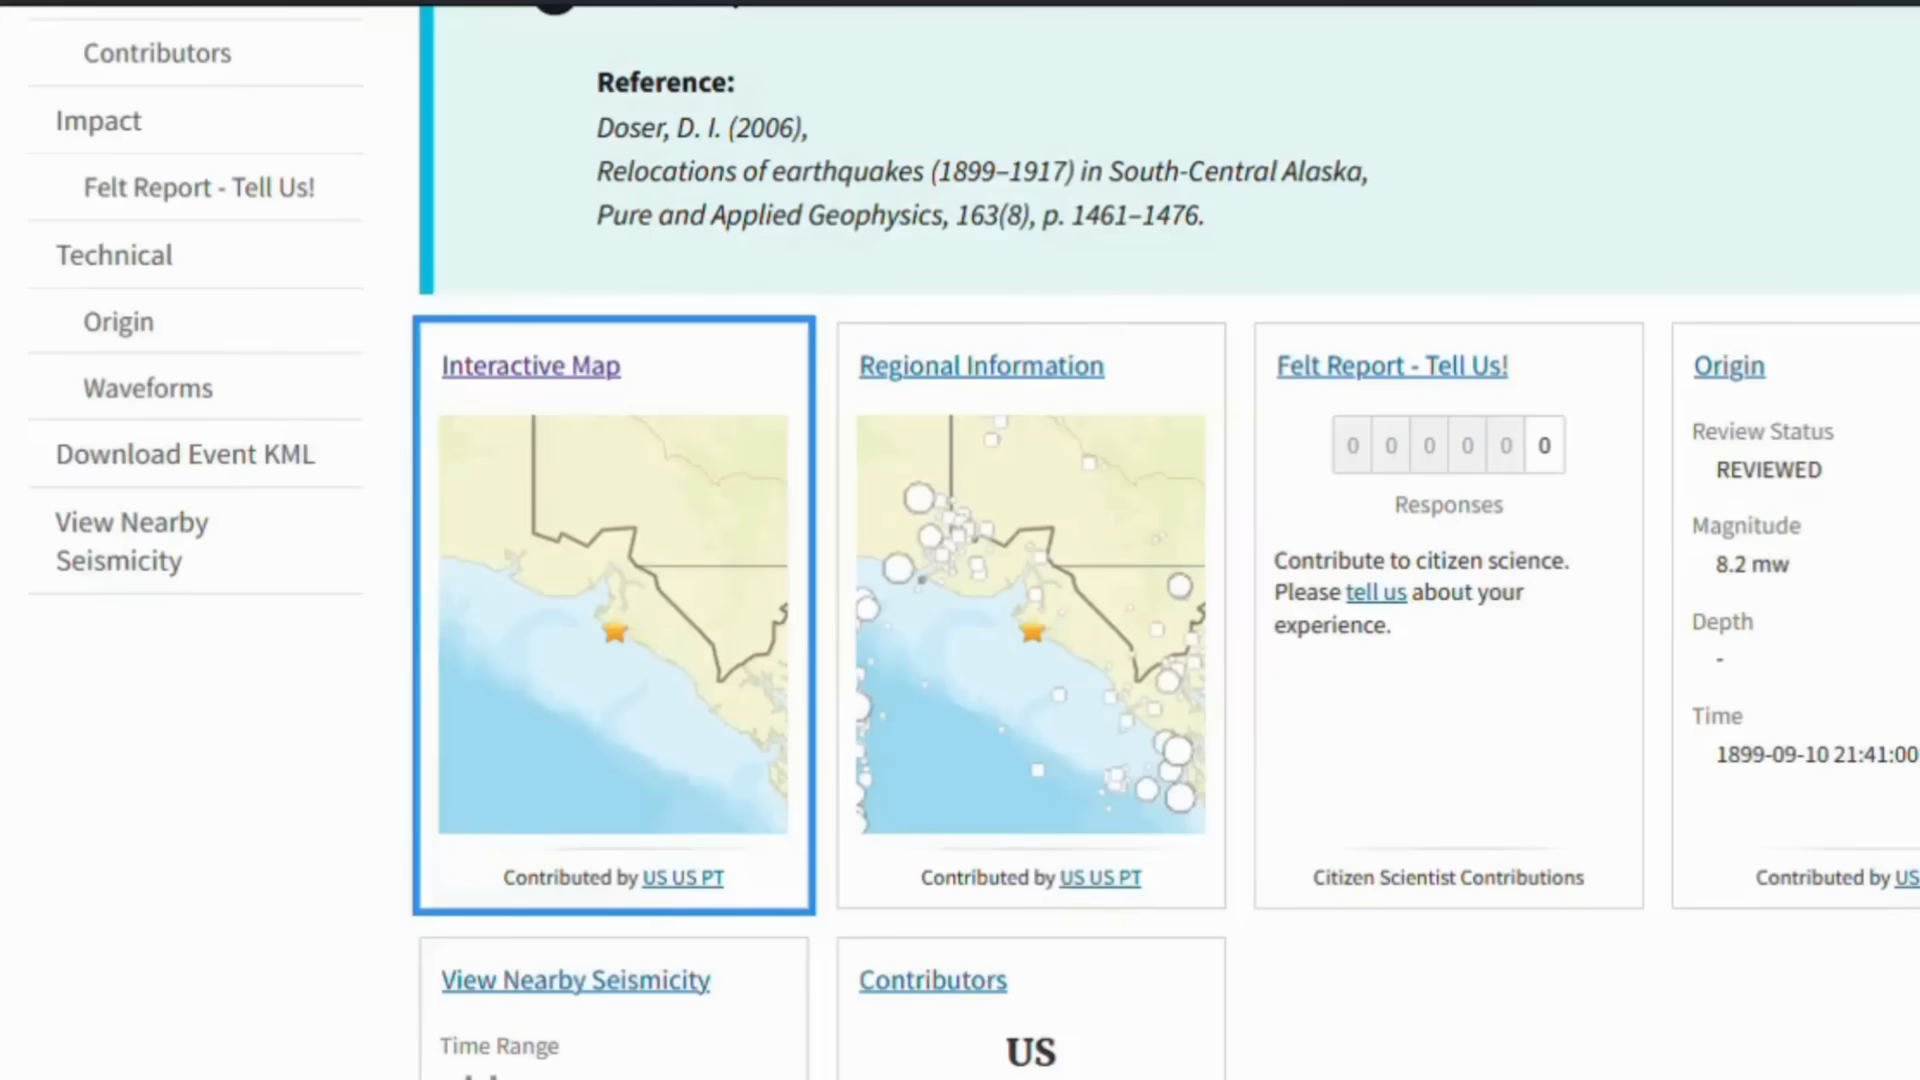 Contributors
Impact
Felt Report - Tell Us!
Technical
Origin
Waveforms
Download Event KML
View Nearby
Seismicity
Reference:
Doser, D. I. (2006),
Relocations of earthquakes (1899–1917) in South-Central Alaska,
Pure and Applied Geophysics, 163(8), p. 1461–1476.
Interactive Map
Contributed by US US PT
Regional Information
Contributed by US US PT
Felt Report - Tell Us!
0 0 0 0 0 0
Responses
Contribute to citizen science.
Please tell us about your
experience.
Citizen Scientist Contributions
Origin
Review Status
REVIEWED
Magnitude
8.2 mw
Depth
-
Time
1899-09-10 21:41:00
Contributed by US
View Nearby Seismicity
Time Range
Contributors
US